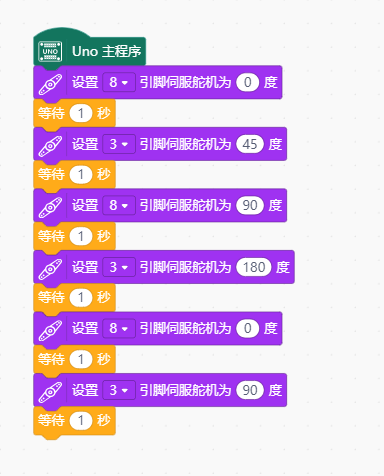 UNO Uno 主程序
设置 8 引脚伺服舵机为 0 度
等待 1 秒
设置 3 引脚伺服舵机为 45 度
等待 1 秒
设置 8 引脚伺服舵机为 90 度
等待 1 秒
设置 3 引脚伺服舵机为 180 度
等待 1 秒
设置 8 引脚伺服舵机为 0 度
等待 1 秒
设置 3 引脚伺服舵机为 90 度
等待 1 秒